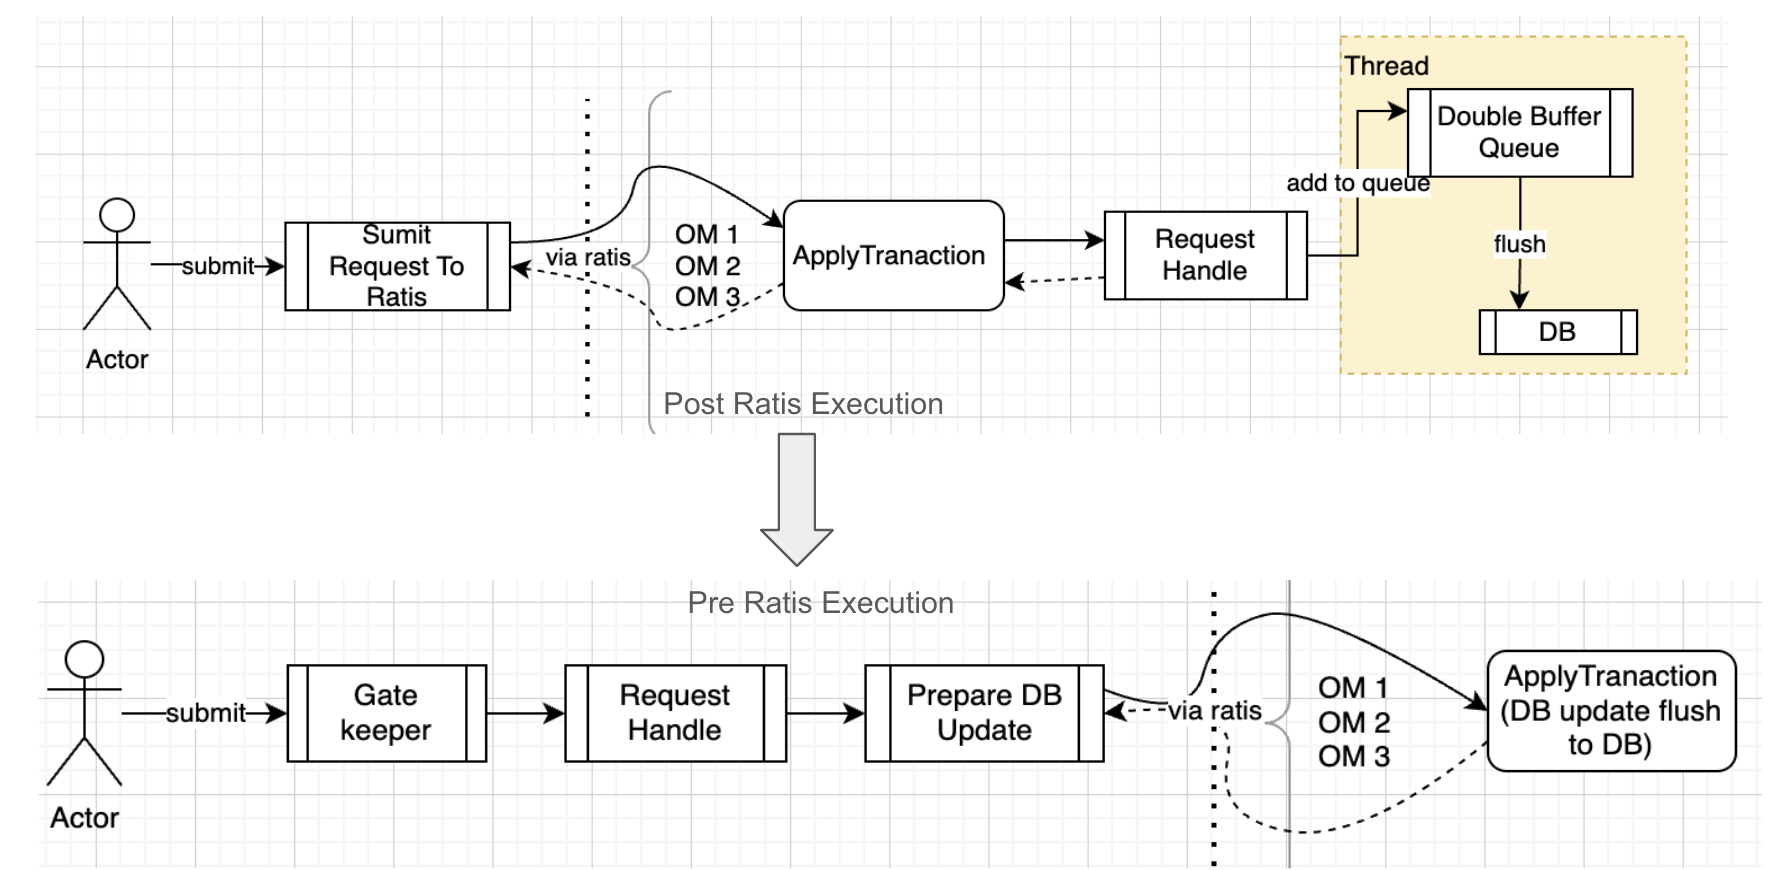 Thread
Double Buffer
Queue
add to queue
flush
DB
Sumit
Request To
Ratis
submit
Actor
via ratis
OM 1
OM 2
OM 3
ApplyTranaction
Request
Handle
Post Ratis Execution
Pre Ratis Execution
Actor
submit
Gate
keeper
Request
Handle
Prepare DB
Update
via ratis
OM 1
OM 2
OM 3
ApplyTranaction
(DB update flush
to DB)